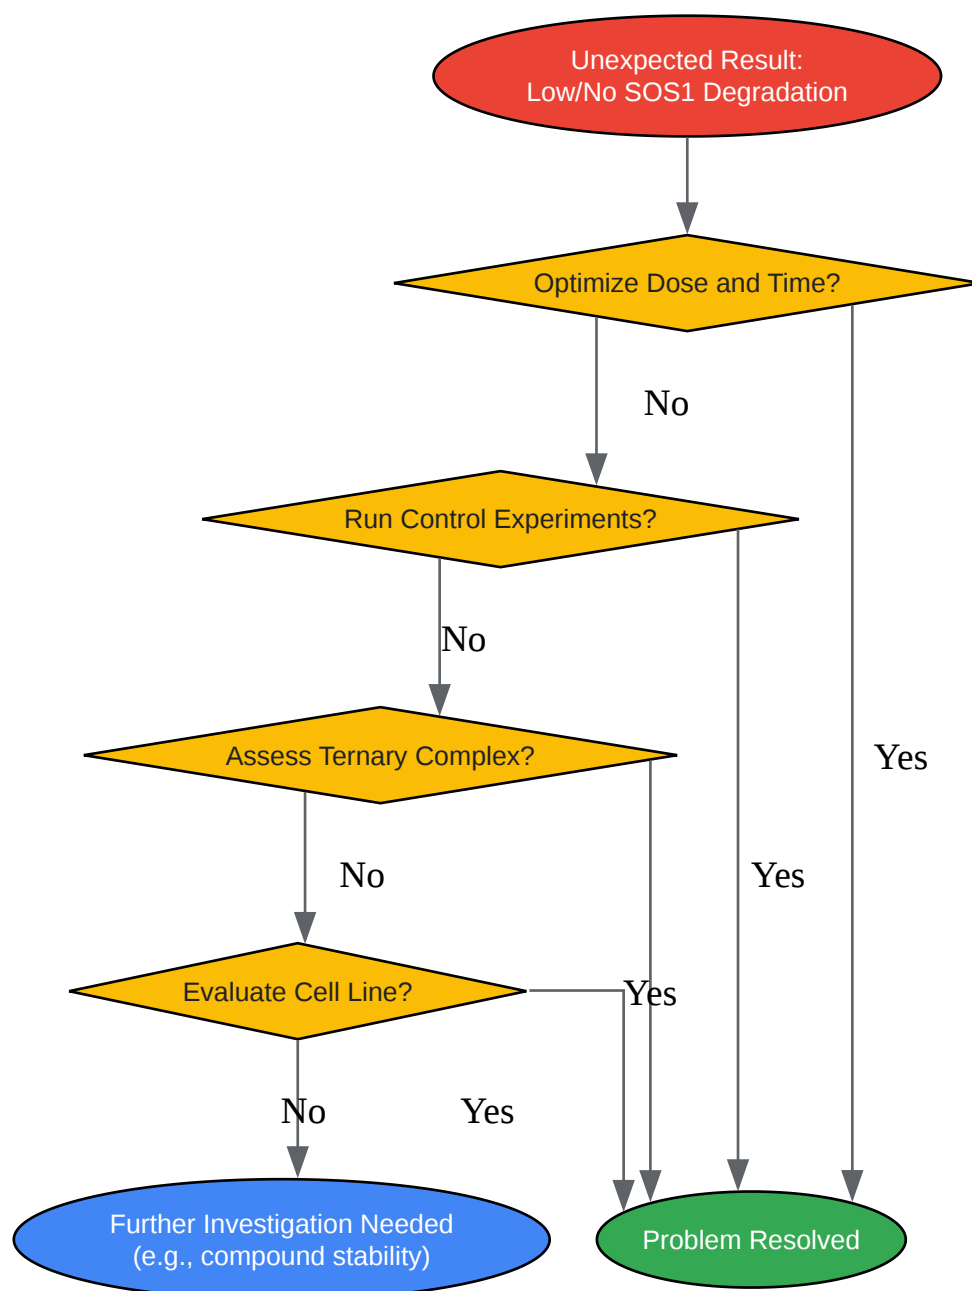 Unexpected Result:
Low/No SOS1 Degradation
Optimize Dose and Time?
No
Run Control Experiments?
No
Assess Ternary Complex?
Yes
No
Yes
Evaluate Cell Line?
Yes
No
Yes
Further Investigation Needed
(e.g., compound stability)
Problem Resolved